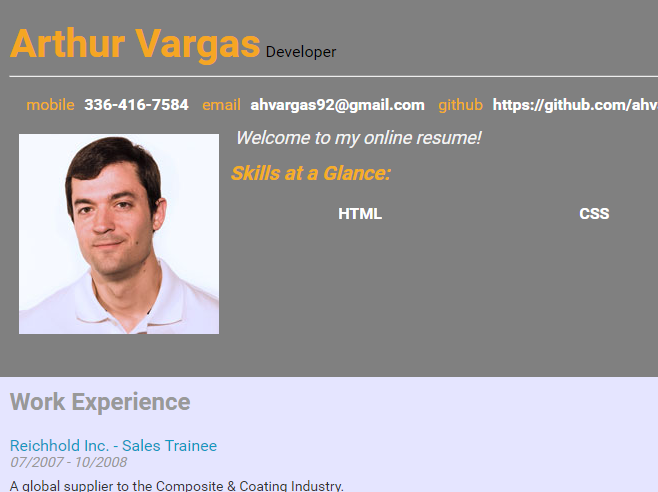 Arthur Vargas Developer
mobile 336-416-7584 email ahvargas92@gmail.com github https://github.com/ahv
Welcome to my online resume!
Skills at a Glance:
HTML CSS
Work Experience
Reichhold Inc. - Sales Trainee
07/2007 - 10/2008
A global supplier to the Composite & Coating Industry.